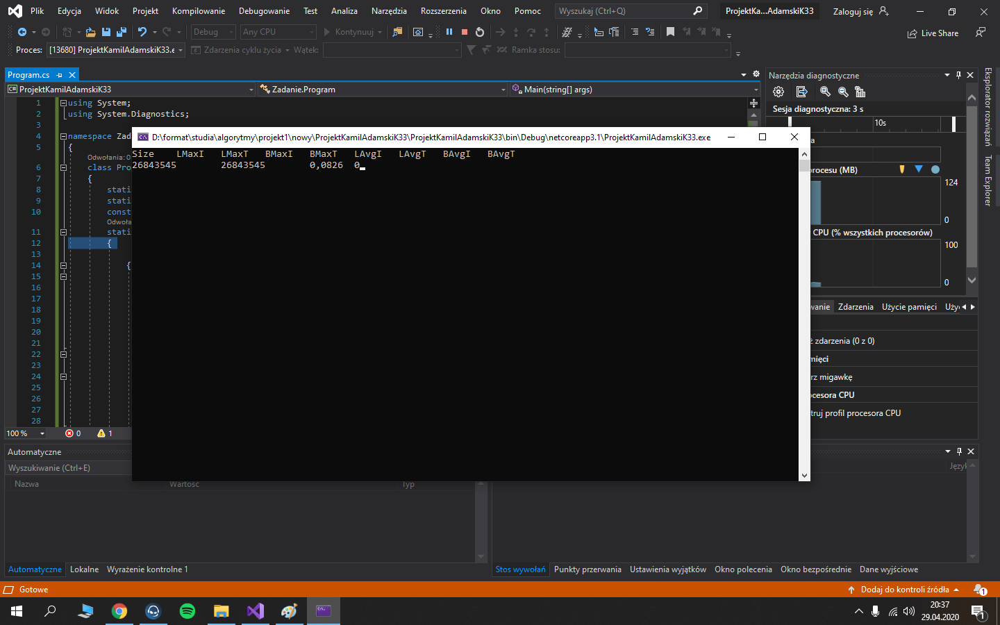 Plik Edycja Widok Projekt Kompilowanie Debugowanie Test Analiza Narzędzia Rozszerzenia Okno Pomoc Wyszukaj (Ctrl+Q) ProjektKa...AdamskiK33 Zaloguj się
Debug Any CPU Kontynuuj Live Share
Proces: [13680] ProjektKamilAdamskiK33.e Zdarzenia cyklu życia Wątek: Ramka stosu:
Program.cs
ProjektKamilAdamskiK33 Zadanie.Program Main(string[] args)
1 using System;
2 using System.Diagnostics;
3
4 namespace Zad
5 {
Odwołania: 0
6 class Pro
7 {
8 stati
9 stati
10 const
Odwoła
11 stati
12 {
13
14 {
15
16
17
18
19
20
21
22
23
24
25
26
27
28
100 % 0 1
D:\format\studia\algorytmy\projekt1\nowy\ProjektKamilAdamskiK33\ProjektKamilAdamskiK33\bin\Debug\netcoreapp3.1\ProjektKamilAdamskiK33.exe
Size LMaxI LMaxT BMaxI BMaxT LAvgI LAvgT BAvgI BAvgT
26843545 26843545 0,0826 0
Narzędzia diagnostyczne
Sesja diagnostyczna: 3 s
10s
a
procesu (MB)
124
0
CPU (% wszystkich procesorów)
100
0
wanie Zdarzenia Użycie pamięci Użyc
ż zdarzenia (0 z 0)
mięci
rz migawkę
ocesora CPU
truj profil procesora CPU
Eksplorator rozwiązań
Team Explorer
Automatyczne
Wyszukiwanie (Ctrl+E)
Nazwa Wartość Typ
Język
Automatyczne Lokalne Wyrażenie kontrolne 1
Stos wywołań Punkty przerwania Ustawienia wyjątków Okno polecenia Okno bezpośrednie Dane wyjściowe
Gotowe Dodaj do kontroli źródła 1
20:37
29.04.2020
1